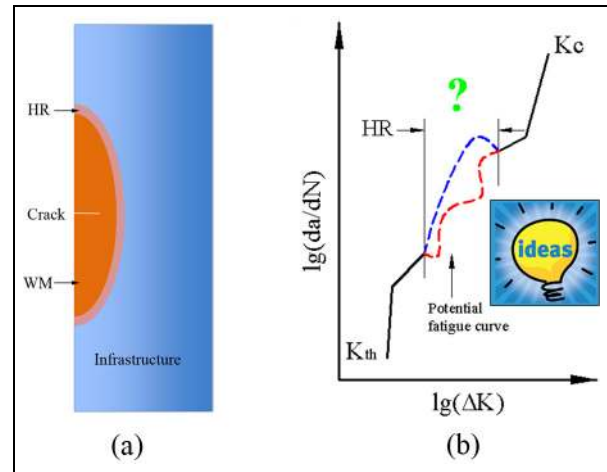 HR
Crack
WM
Infrastructure
(a)
lg(da/dN)
Kc
?
HR
ideas
Potential
fatigue curve
Kth
lg(ΔK)
(b)